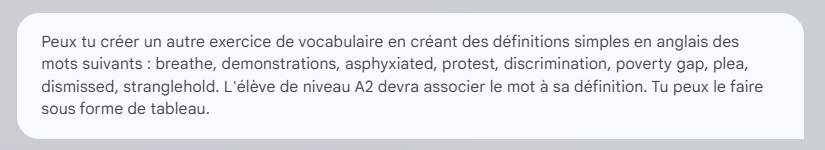 Peux tu créer un autre exercice de vocabulaire en créant des définitions simples en anglais des
mots suivants : breathe, demonstrations, asphyxiated, protest, discrimination, poverty gap, plea,
dismissed, stranglehold. L'élève de niveau A2 devra associer le mot à sa définition. Tu peux le faire
sous forme de tableau.